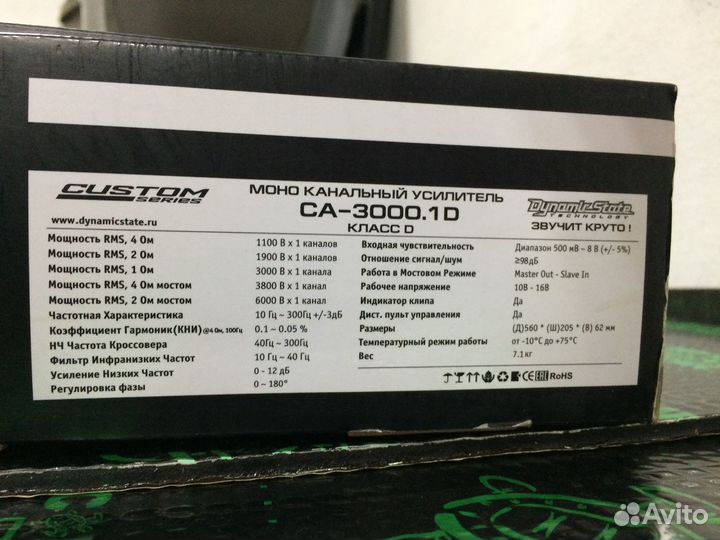 CUSTOM
SERIES
www.dynamicstate.ru
МОНО КАНАЛЬНЫЙ УСИЛИТЕЛЬ
CA-3000.1D
КЛАСС D
DynamicState
TECHNOLOGY
ЗВУЧИТ КРУТО !
Мощность RMS, 4 Ом 1100 В x 1 каналов
Мощность RMS, 2 Ом 1900 В x 1 каналов
Мощность RMS, 1 Ом 3000 В x 1 канала
Мощность RMS, 4 Ом мостом 3800 В x 1 канал
Мощность RMS, 2 Ом мостом 6000 В x 1 канал
Частотная Характеристика 10 Гц ~ 300Гц +/-3дБ
Коэффициент Гармоник(КНИ) @4 Ом, 100Гц 0.1 ~ 0.05 %
НЧ Частота Кроссовера 40Гц ~ 300Гц
Фильтр Инфранизких Частот 10 Гц ~ 40 Гц
Усиление Низких Частот 0 - 12 дБ
Регулировка фазы 0 ~ 180°
Входная чувствительность Диапазон 500 мВ ~ 8 В (+/- 5%)
Отношение сигнал/шум ≥98дБ
Работа в Мостовом Режиме Master Out - Slave In
Рабочее напряжение 10В - 16В
Индикатор клипа Да
Дист. пульт управления Да
Размеры (Д)560 * (Ш)205 * (В) 62 мм
Температурный режим работы от -10°C до +75°C
Вес 7.1кг
CE EAC RoHS
Avito